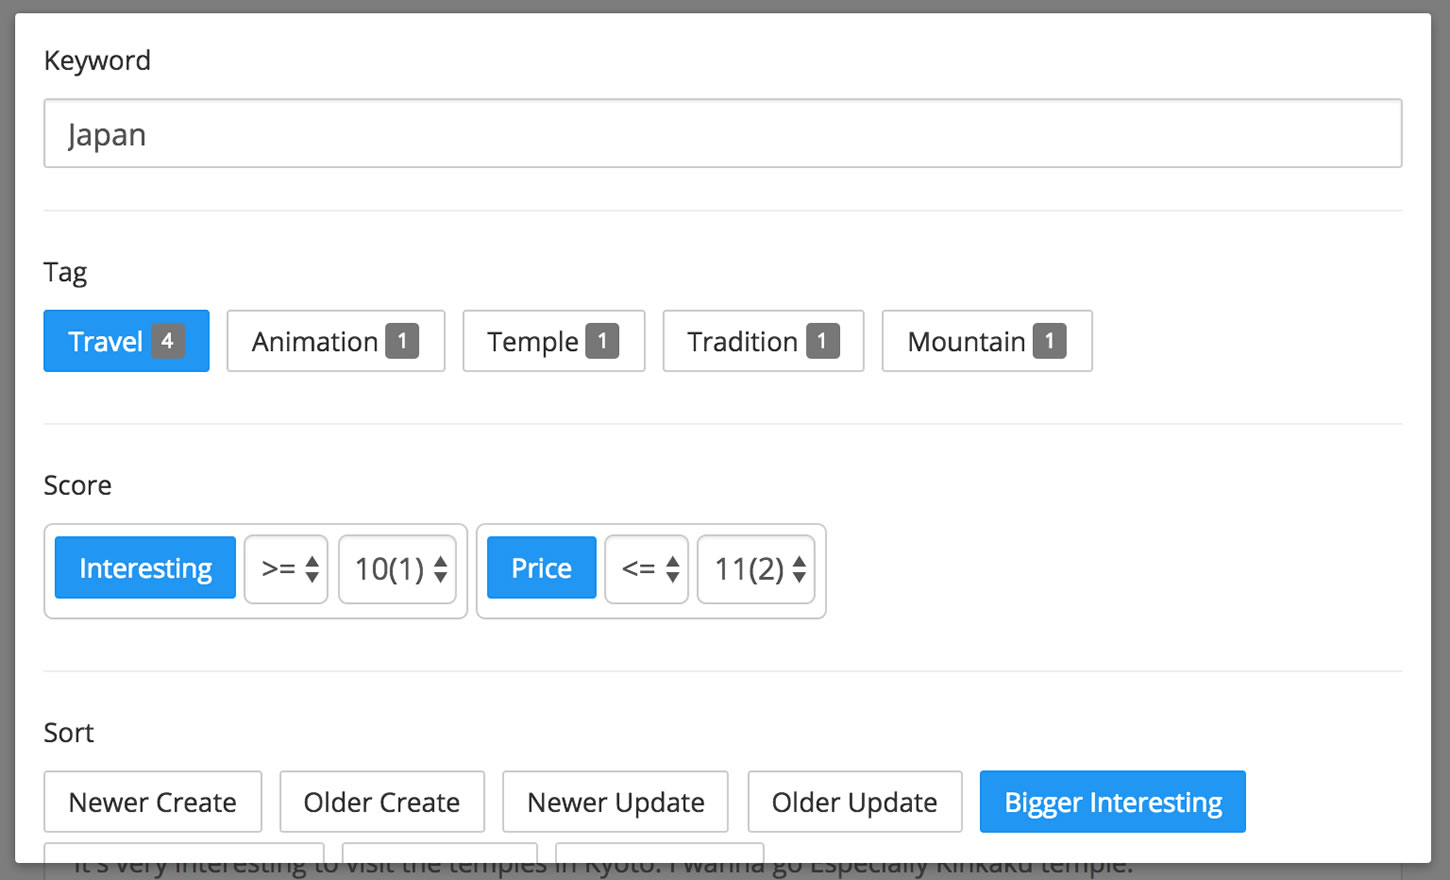 Keyword
Japan
Tag
Travel 4 Animation 1 Temple 1 Tradition 1 Mountain 1
Score
Interesting >= 10(1) Price <= 11(2)
Sort
Newer Create Older Create Newer Update Older Update Bigger Interesting
It's very interesting to visit the temples in Kyoto. I wanna go Especially Kinkaku temple.